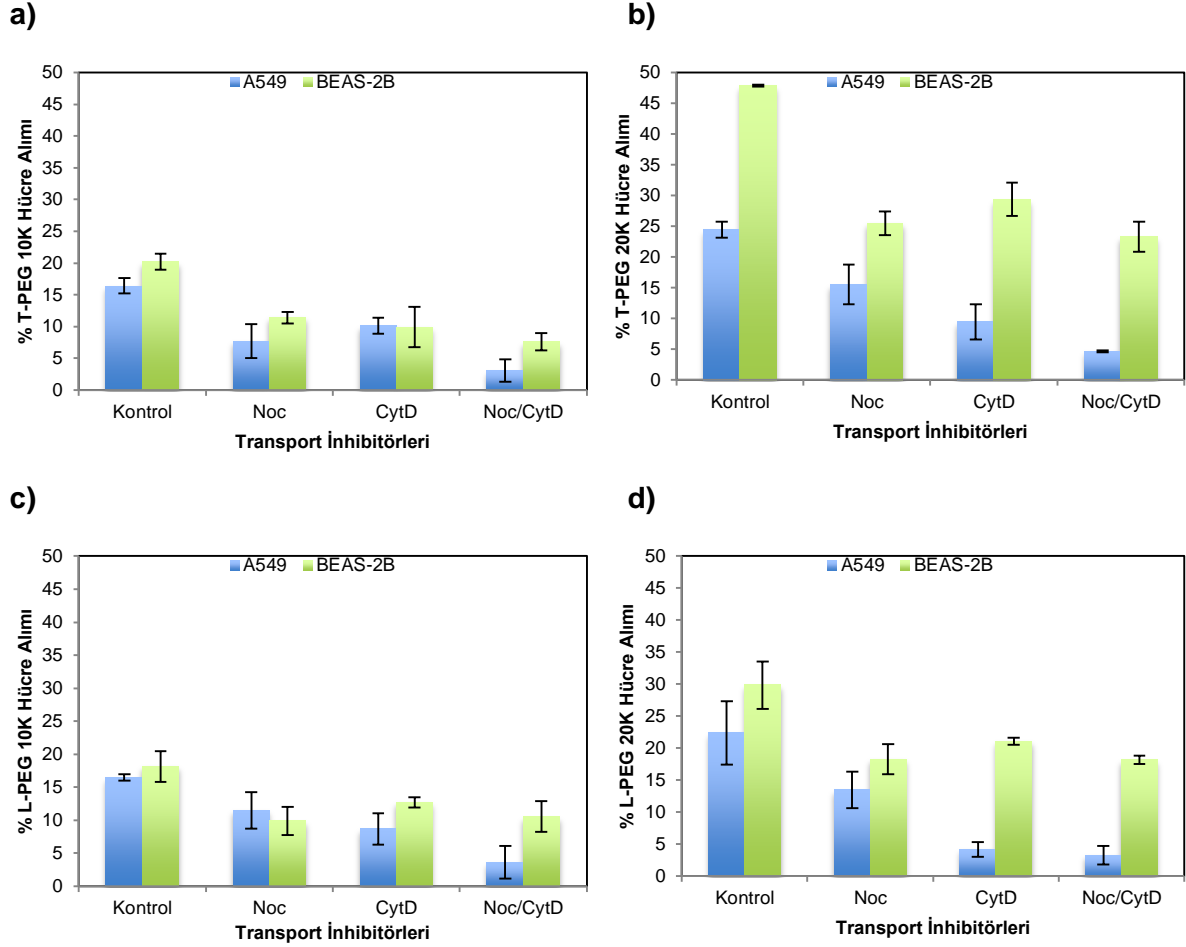 a)
A549 BEAS-2B
% T-PEG 10K Hücre Alımı
50
45
40
35
30
25
20
15
10
5
0
Kontrol Noc CytD Noc/CytD
Transport İnhibitörleri
b)
A549 BEAS-2B
% T-PEG 20K Hücre Alımı
50
45
40
35
30
25
20
15
10
5
0
Kontrol Noc CytD Noc/CytD
Transport İnhibitörleri
c)
A549 BEAS-2B
% L-PEG 10K Hücre Alımı
50
45
40
35
30
25
20
15
10
5
0
Kontrol Noc CytD Noc/CytD
Transport İnhibitörleri
d)
A549 BEAS-2B
% L-PEG 20K Hücre Alımı
50
45
40
35
30
25
20
15
10
5
0
Kontrol Noc CytD Noc/CytD
Transport İnhibitörleri